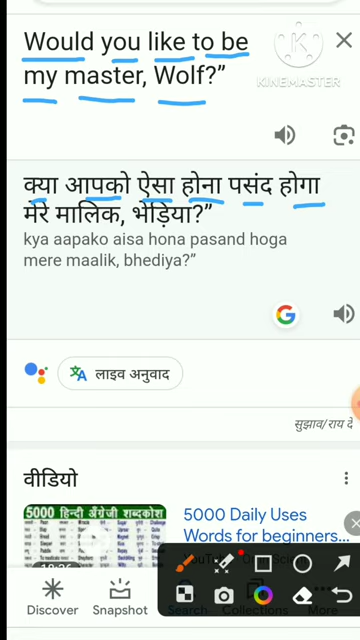 Would you like to be
my master, Wolf?”
KINEMASTER
क्या आपको ऐसा होना पसंद होगा
मेरे मालिक, भेड़िया?”
kya aapako aisa hona pasand hoga
mere maalik, bhediya?”
लाइव अनुवाद
सुझाव/राय दे
वीडियो
5000 हिन्दी अँग्रेजी शब्दकोश
5000 Daily Uses
Words for beginners...
Discover
Snapshot
Search
Collections
More